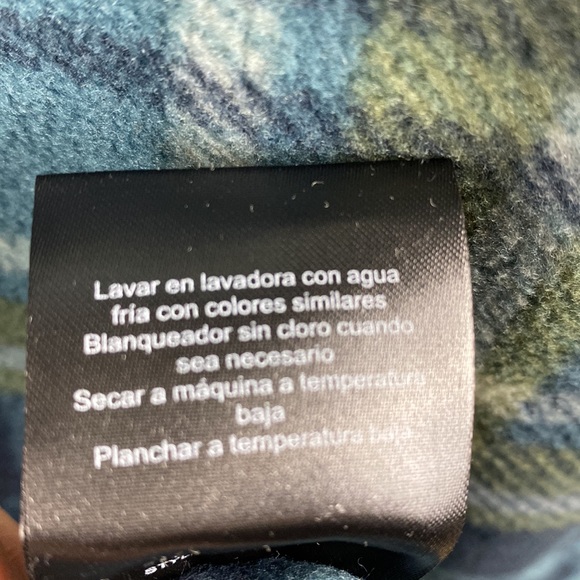 Lavar en lavadora con agua
fría con colores similares
Blanqueador sin cloro cuando
sea necesario
Secar a máquina a temperatura
baja
Planchar a temperatura baja